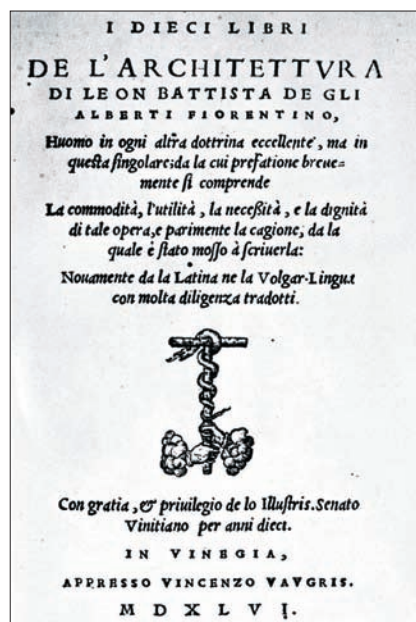 I DIECI LIBRI
DE L'ARCHITETTVRA
DI LEON BATTISTA DE GLI
ALBERTI FIORENTINO,
Huomo in ogni altra dottrina eccellente, ma in
questa singolare; da la cui prefatione breue=
mente si comprende
La commodità, l'utilità, la necessità, e la dignità
di tale opera, e parimente la cagione, da la
quale è stato mosso à scriuerla:
Nouamente da la Latina ne la Volgar Lingua
con molta diligenza tradotti.
Con gratia, & priuilegio de lo Illustris. Senato
Vinitiano per anni dieci.
IN VINEGIA,
APPRESSO VINCENZO VAVGRIS.
M D XLVI.